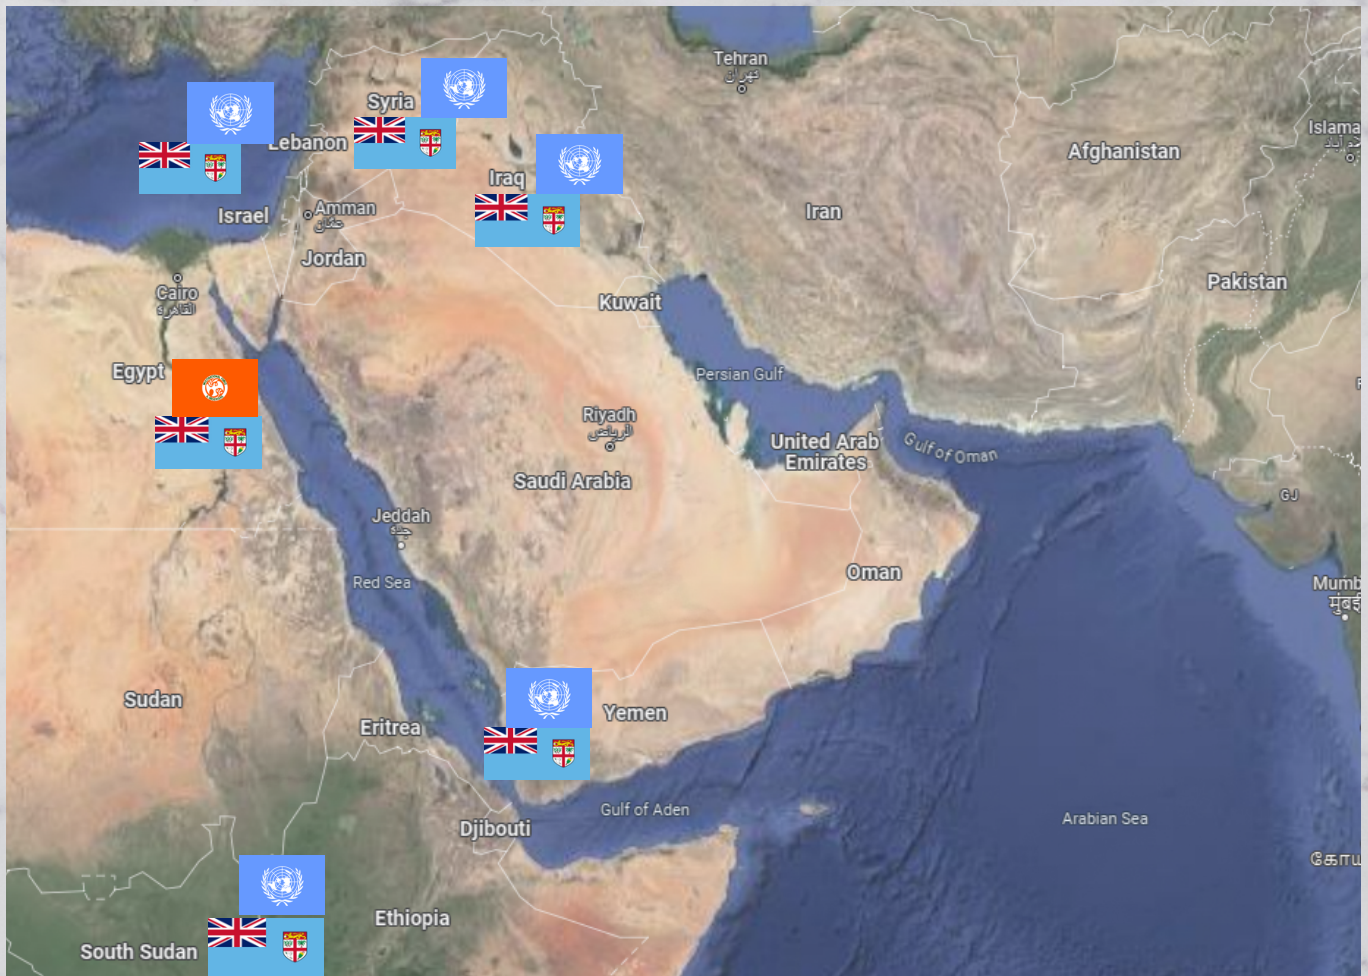 Tehran
تهران
Syria
Islama
Lebanon
Afghanistan
Iraq
Amman
عمّان
Israel
Iran
Jordan
Pakistan
Cairo
القاهرة
Kuwait
Egypt
Persian Gulf
Riyadh
الرياض
United Arab
Emirates
Gulf of Oman
Saudi Arabia
GJ
Jeddah
جدة
Red Sea
Oman
Mumb
मुंबई
Sudan
Yemen
Eritrea
Gulf of Aden
Arabian Sea
Djibouti
கோய
Ethiopia
South Sudan